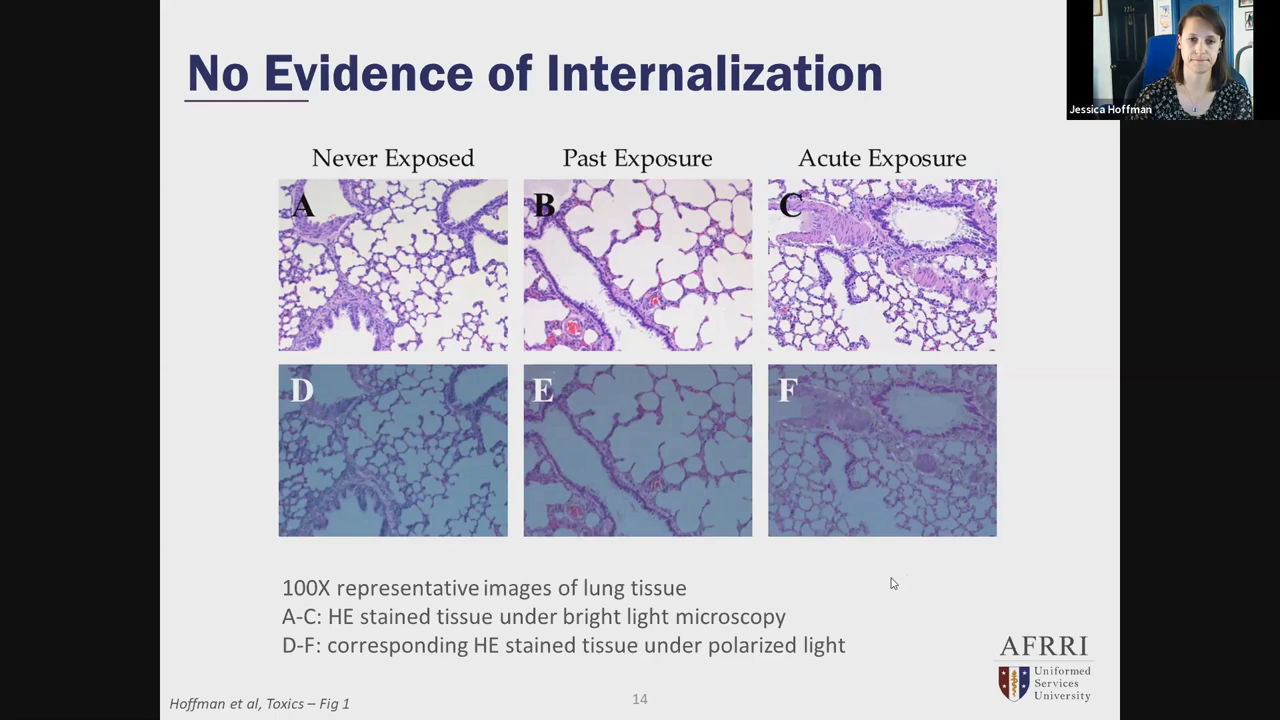 No Evidence of Internalization
Jessica Hoffman
Never Exposed
Past Exposure
Acute Exposure
A
B
C
D
E
F
100X representative images of lung tissue
A-C: HE stained tissue under bright light microscopy
D-F: corresponding HE stained tissue under polarized light
AFRRI
Uniformed
Services
University
Hoffman et al, Toxics – Fig 1
14